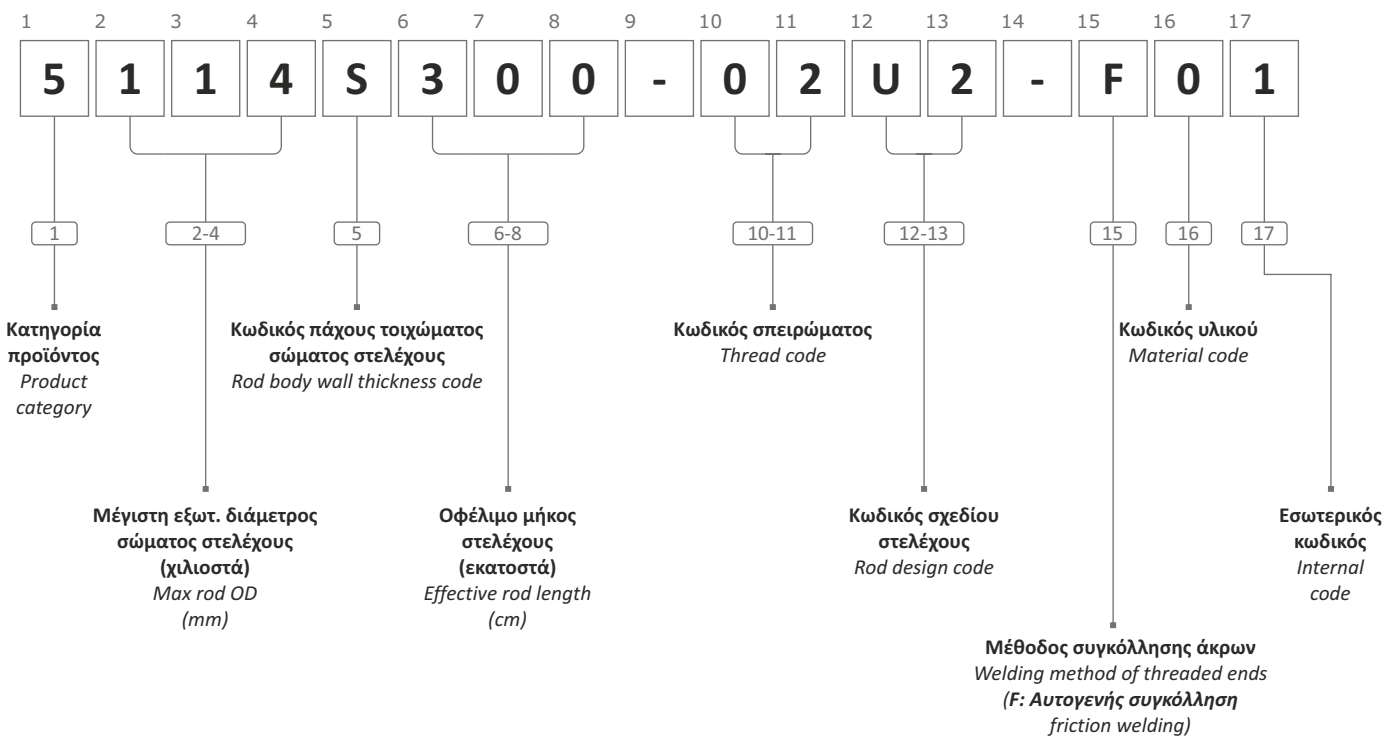 1 2 3 4 5 6 7 8 9 10 11 12 13 14 15 16 17
5 1 1 4 S 3 0 0 - 0 2 U 2 - F 0 1
1 2-4 5 6-8 10-11 12-13 15 16 17
Κατηγορία
προϊόντος
Product
category
Κωδικός πάχους τοιχώματος
σώματος στελέχους
Rod body wall thickness code
Κωδικός σπειρώματος
Thread code
Κωδικός υλικού
Material code
Μέγιστη εξωτ. διάμετρος
σώματος στελέχους
(χιλιοστά)
Max rod OD
(mm)
Οφέλιμο μήκος
στελέχους
(εκατοστά)
Effective rod length
(cm)
Κωδικός σχεδίου
στελέχους
Rod design code
Εσωτερικός
κωδικός
Internal
code
Μέθοδος συγκόλλησης άκρων
Welding method of threaded ends
(F: Αυτογενής συγκόλληση
friction welding)